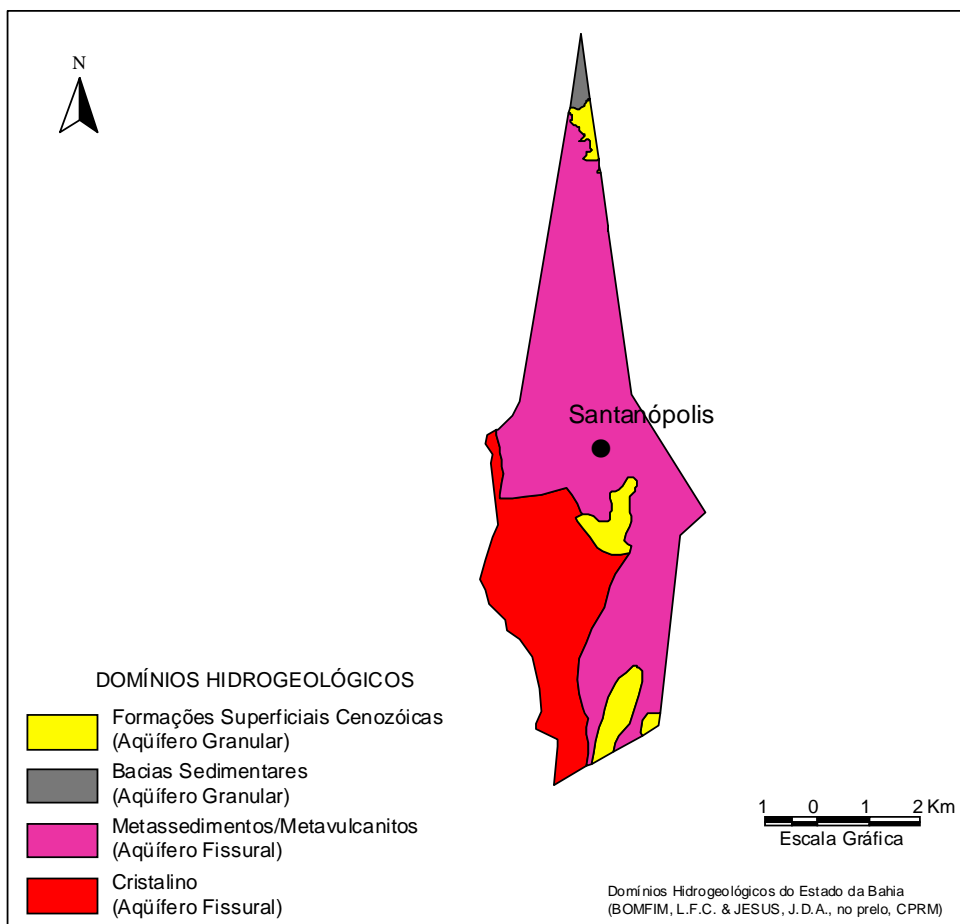 N
Santanópolis
DOMÍNIOS HIDROGEOLÓGICOS
Formações Superficiais Cenozóicas
(Aqüífero Granular)
Bacias Sedimentares
(Aqüífero Granular)
Metassedimentos/Metavulcanitos
(Aqüífero Fissural)
Cristalino
(Aqüífero Fissural)
1 0 1 2 Km
Escala Gráfica
Domínios Hidrogeológicos do Estado da Bahia
(BOMFIM, L.F.C. & JESUS, J.D.A., no prelo, CPRM)